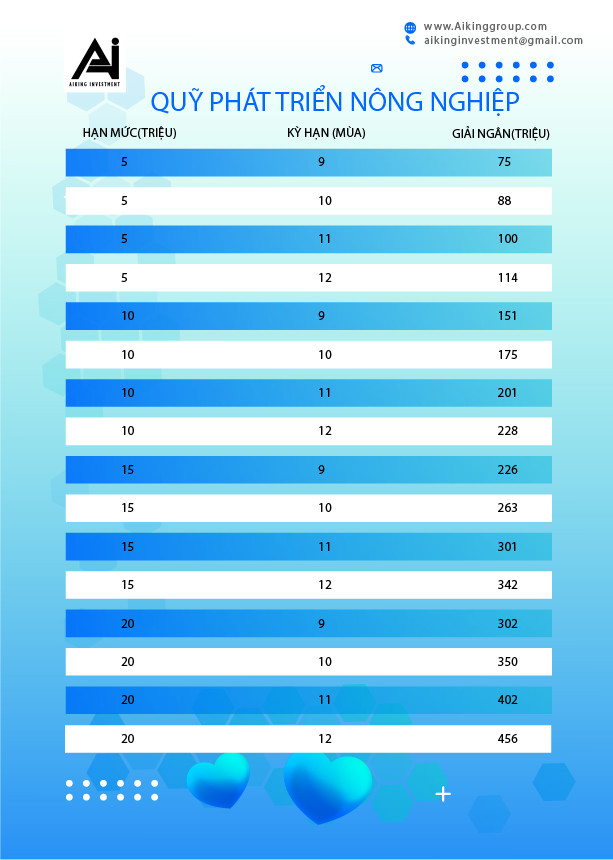 www.Aikinggroup.com
aikinginvestment@gmail.com
Ai
AIKING INVESTMENT
QUỸ PHÁT TRIỂN NÔNG NGHIỆP
HẠN MỨC(TRIỆU) KỲ HẠN (MÙA) GIẢI NGÂN(TRIỆU)
5 9 75
5 10 88
5 11 100
5 12 114
10 9 151
10 10 175
10 11 201
10 12 228
15 9 226
15 10 263
15 11 301
15 12 342
20 9 302
20 10 350
20 11 402
20 12 456